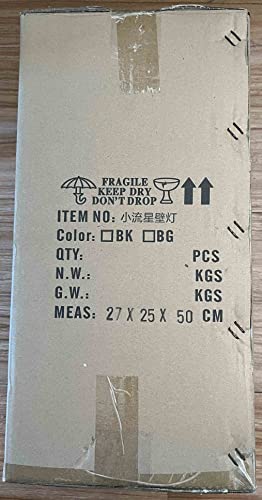 FRAGILE
KEEP DRY
DON'T DROP
ITEM NO: 小流星壁灯
Color: □BK □BG
QTY: PCS
N.W.: KGS
G.W.: KGS
MEAS: 27 X 25 X 50 CM